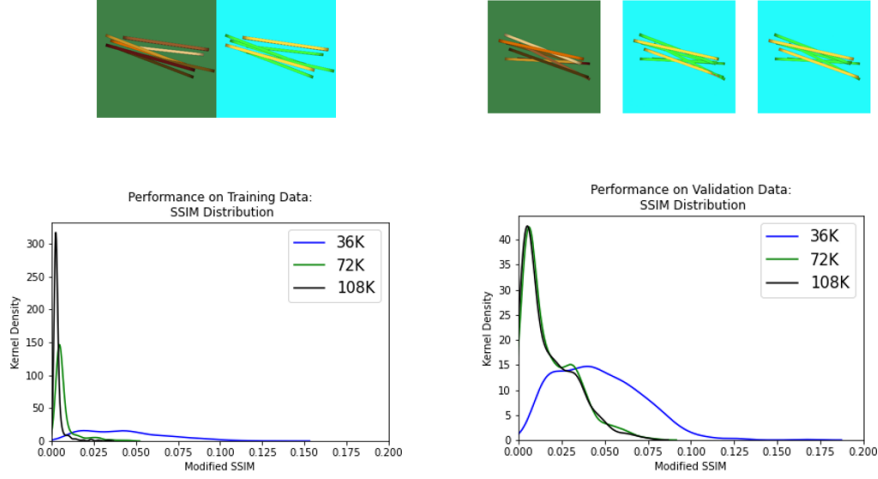 Performance on Training Data:
SSIM Distribution
300
250
200
150
100
50
0
Kernel Density
36K
72K
108K
0.000 0.025 0.050 0.075 0.100 0.125 0.150 0.175 0.200
Modified SSIM
Performance on Validation Data:
SSIM Distribution
40
35
30
25
20
15
10
5
0
Kernel Density
36K
72K
108K
0.000 0.025 0.050 0.075 0.100 0.125 0.150 0.175 0.200
Modified SSIM